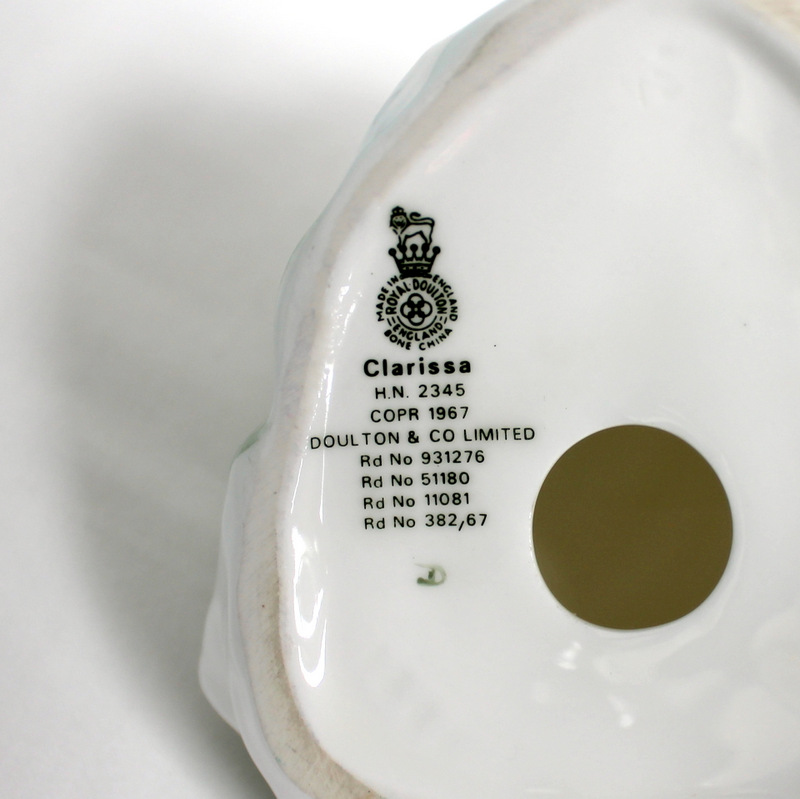 MADE IN ENGLAND
ROYAL DOULTON
ENGLAND
BONE CHINA
Clarissa
H.N. 2345
COPR 1967
DOULTON & CO LIMITED
Rd No 931276
Rd No 51180
Rd No 11081
Rd No 382,67